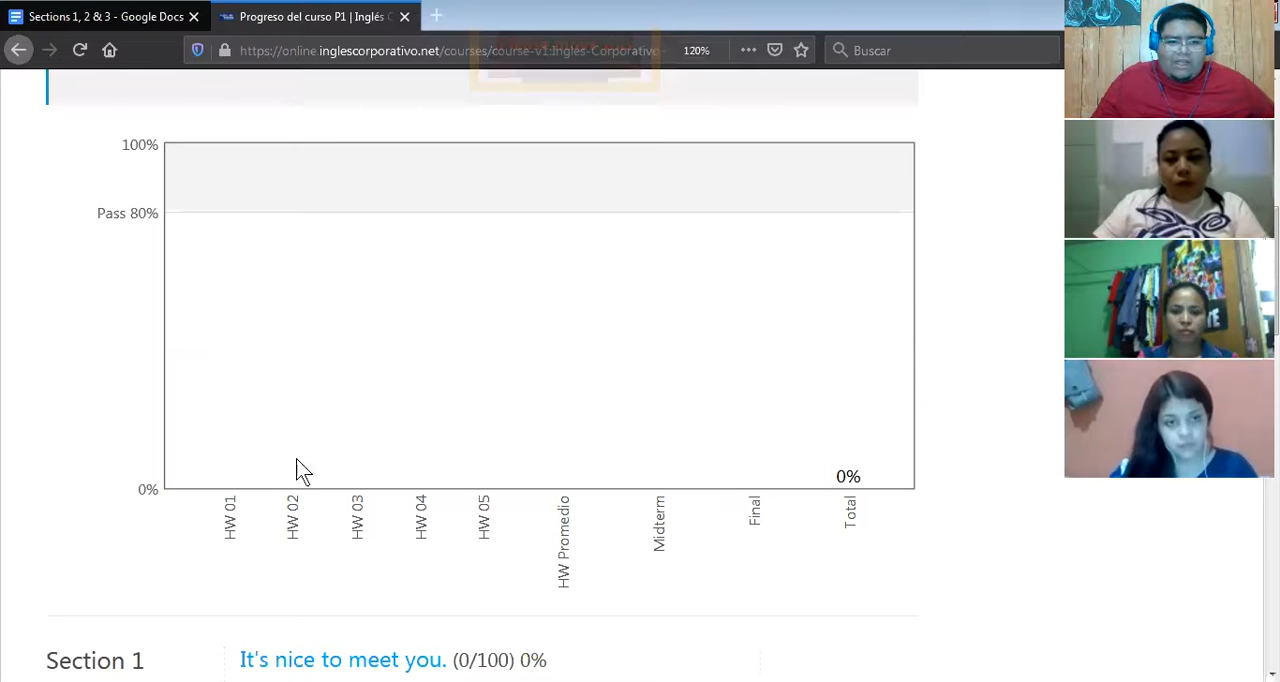 Sections 1, 2 & 3 - Google Docs
Progreso del curso P1 | Inglés C
https://online.inglescorporativo.net/courses/course-v1:Ingles-Corporativo
120%
Buscar
100%
Pass 80%
0%
0%
HW 01
HW 02
HW 03
HW 04
HW 05
HW Promedio
Midterm
Final
Total
Section 1
It's nice to meet you. (0/100) 0%